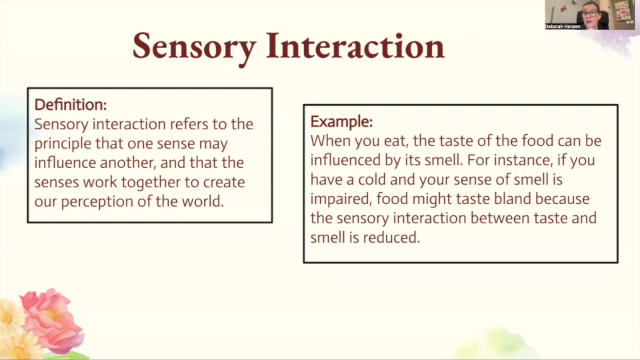 Sensory Interaction
Definition:
Sensory interaction refers to the
principle that one sense may
influence another, and that the
senses work together to create
our perception of the world.
Example:
When you eat, the taste of the food can be
influenced by its smell. For instance, if you
have a cold and your sense of smell is
impaired, food might taste bland because
the sensory interaction between taste and
smell is reduced.
Deborah Hansen